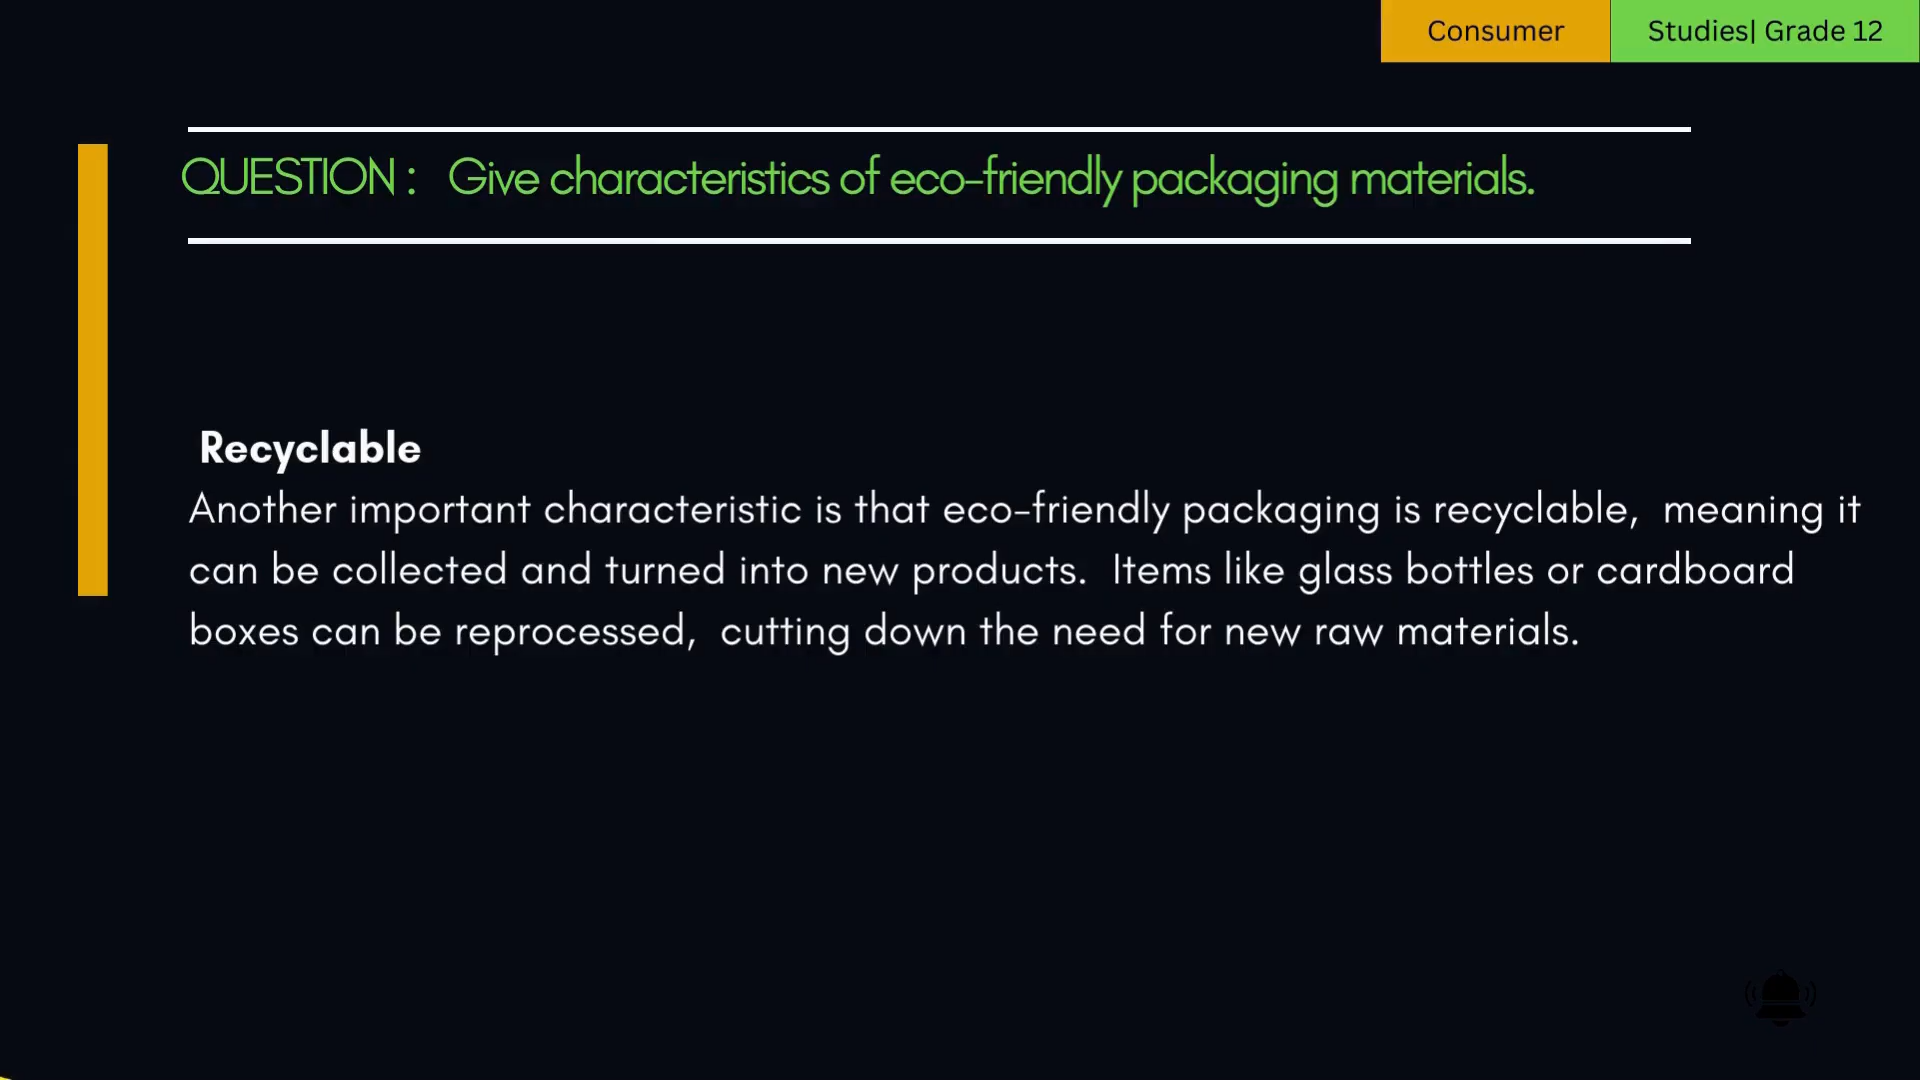 Consumer Studies| Grade 12
QUESTION : Give characteristics of eco-friendly packaging materials.
Recyclable
Another important characteristic is that eco-friendly packaging is recyclable, meaning it
can be collected and turned into new products. Items like glass bottles or cardboard
boxes can be reprocessed, cutting down the need for new raw materials.